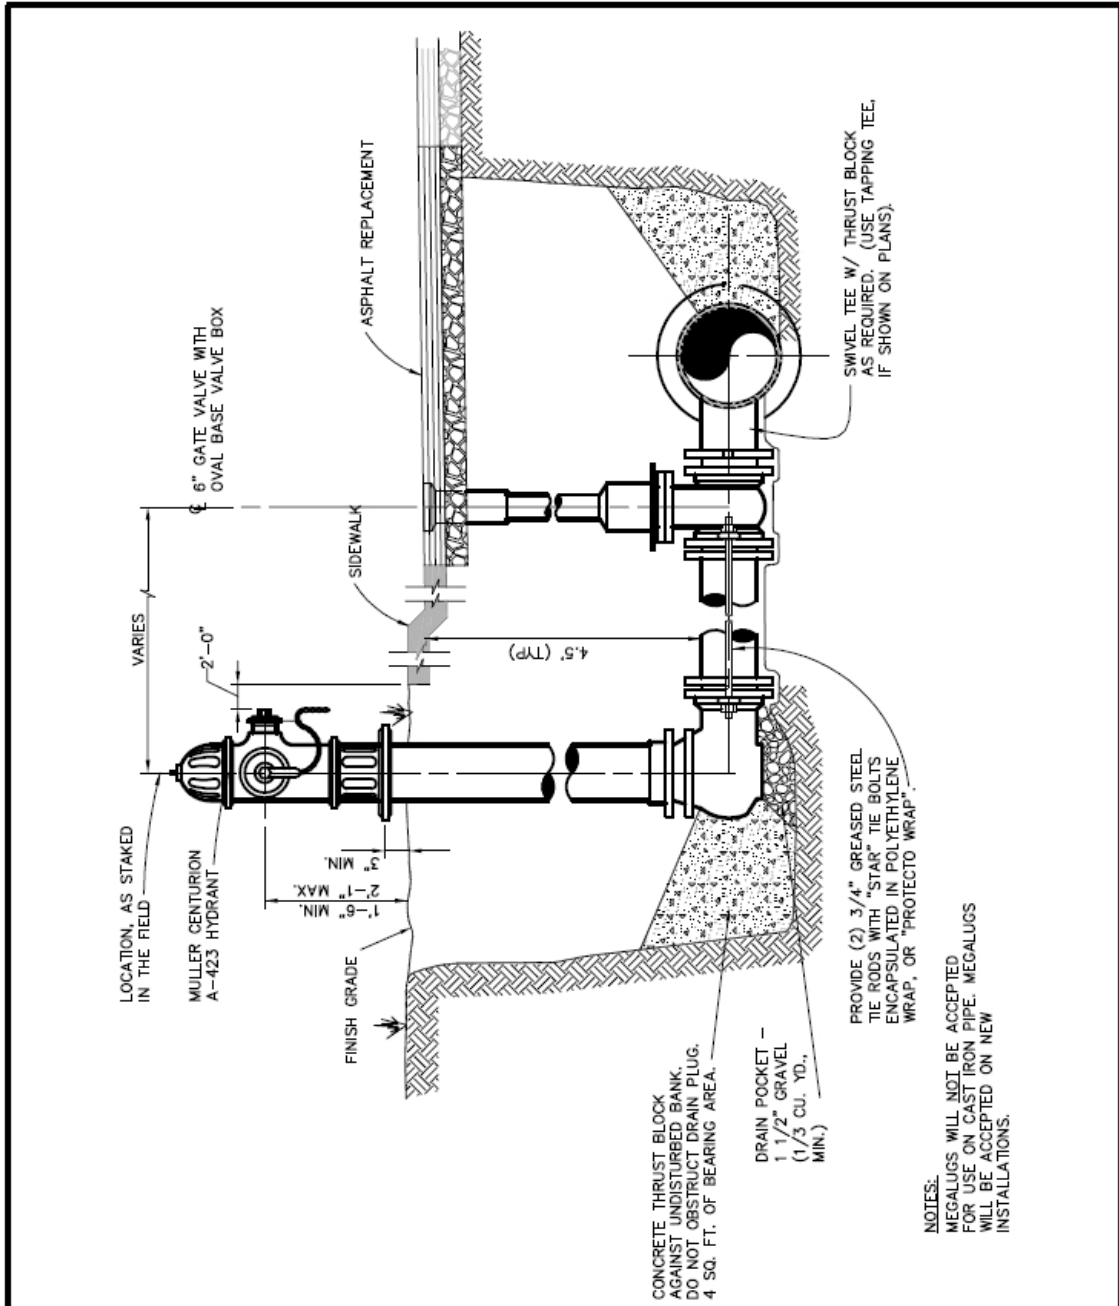 LOCATION, AS STAKED
IN THE FIELD
MULLER CENTURION
A-423 HYDRANT
VARIES
2'-0"
℄ 6" GATE VALVE WITH
OVAL BASE VALVE BOX
SIDEWALK
ASPHALT REPLACEMENT
FINISH GRADE
1'-6" MIN.
2'-1" MAX.
3" MIN.
4.5' (TYP)
SWIVEL TEE W/ THRUST BLOCK
AS REQUIRED. (USE TAPPING TEE,
IF SHOWN ON PLANS).
CONCRETE THRUST BLOCK
AGAINST UNDISTURBED BANK.
DO NOT OBSTRUCT DRAIN PLUG.
4 SQ. FT. OF BEARING AREA.
DRAIN POCKET –
1 1/2" GRAVEL
(1/3 CU. YD.,
MIN.)
PROVIDE (2) 3/4" GREASED STEEL
TIE RODS WITH "STAR" TIE BOLTS
ENCAPSULATED IN POLYETHYLENE
WRAP, OR "PROTECTO WRAP".
NOTES:
MEGALUGS WILL NOT BE ACCEPTED
FOR USE ON CAST IRON PIPE. MEGALUGS
WILL BE ACCEPTED ON NEW
INSTALLATIONS.